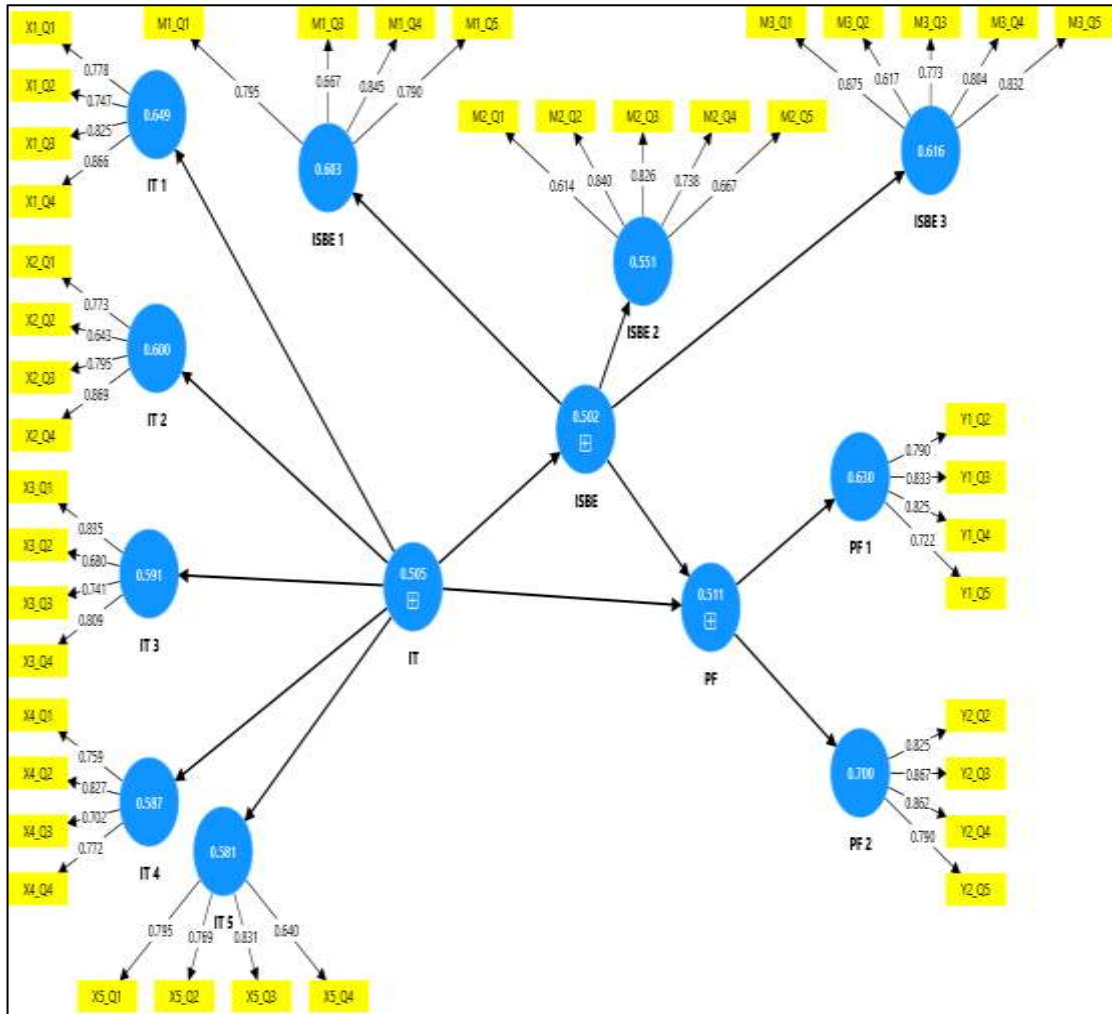 X1_Q1
X1_Q2
X1_Q3
X1_Q4
0.778
0.747
0.825
0.866
0.649
IT 1
M1_Q1
M1_Q3
M1_Q4
M1_Q5
0.795
0.667
0.845
0.790
0.603
ISBE 1
M2_Q1
M2_Q2
M2_Q3
M2_Q4
M2_Q5
0.614
0.840
0.826
0.738
0.667
0.551
ISBE 2
M3_Q1
M3_Q2
M3_Q3
M3_Q4
M3_Q5
0.875
0.617
0.773
0.804
0.832
0.616
ISBE 3
X2_Q1
X2_Q2
X2_Q3
X2_Q4
0.773
0.643
0.795
0.869
0.600
IT 2
X3_Q1
X3_Q2
X3_Q3
X3_Q4
0.835
0.680
0.741
0.809
0.591
IT 3
0.502
ISBE
0.505
IT
0.511
PF
Y1_Q2
Y1_Q3
Y1_Q4
Y1_Q5
0.790
0.833
0.825
0.722
0.630
PF 1
X4_Q1
X4_Q2
X4_Q3
X4_Q4
0.759
0.827
0.702
0.772
0.587
IT 4
0.581
IT 5
0.795
0.769
0.831
0.640
X5_Q1
X5_Q2
X5_Q3
X5_Q4
Y2_Q2
Y2_Q3
Y2_Q4
Y2_Q5
0.825
0.867
0.862
0.790
0.700
PF 2